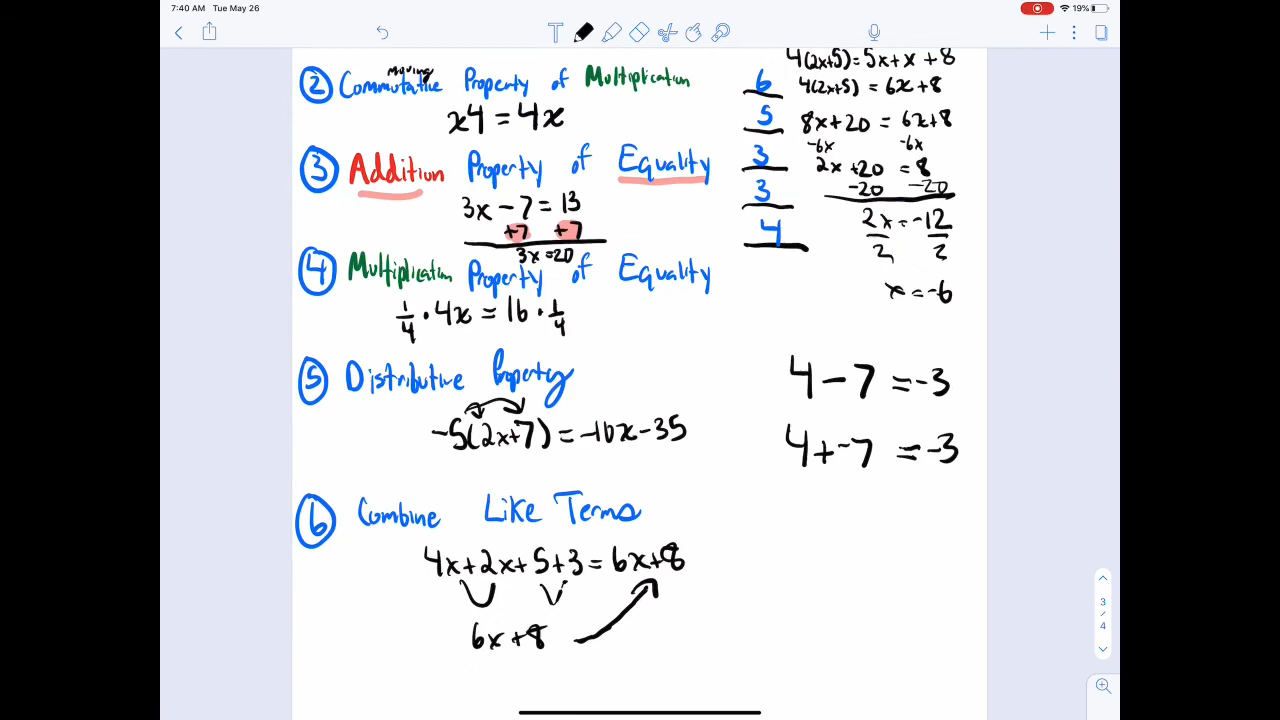 7:40 AM Tue May 26
19%
moving
② Commutative Property of Multiplication
x4 = 4x
③ Addition Property of Equality
3x - 7 = 13
+7 +7
3x = 20
④ Multiplication Property of Equality
1/4 · 4x = 16 · 1/4
⑤ Distributive Property
-5(2x+7) = -10x - 35
⑥ Combine Like Terms
4x + 2x + 5 + 3 = 6x + 8
6x + 8
4(2x+5) = 5x + x + 8
6 4(2x+5) = 6x + 8
5 8x + 20 = 6x + 8
-6x -6x
3 2x + 20 = 8
3 -20 -20
4 2x = -12
2 2
x = -6
4 - 7 = -3
4 + -7 = -3
3
/
4